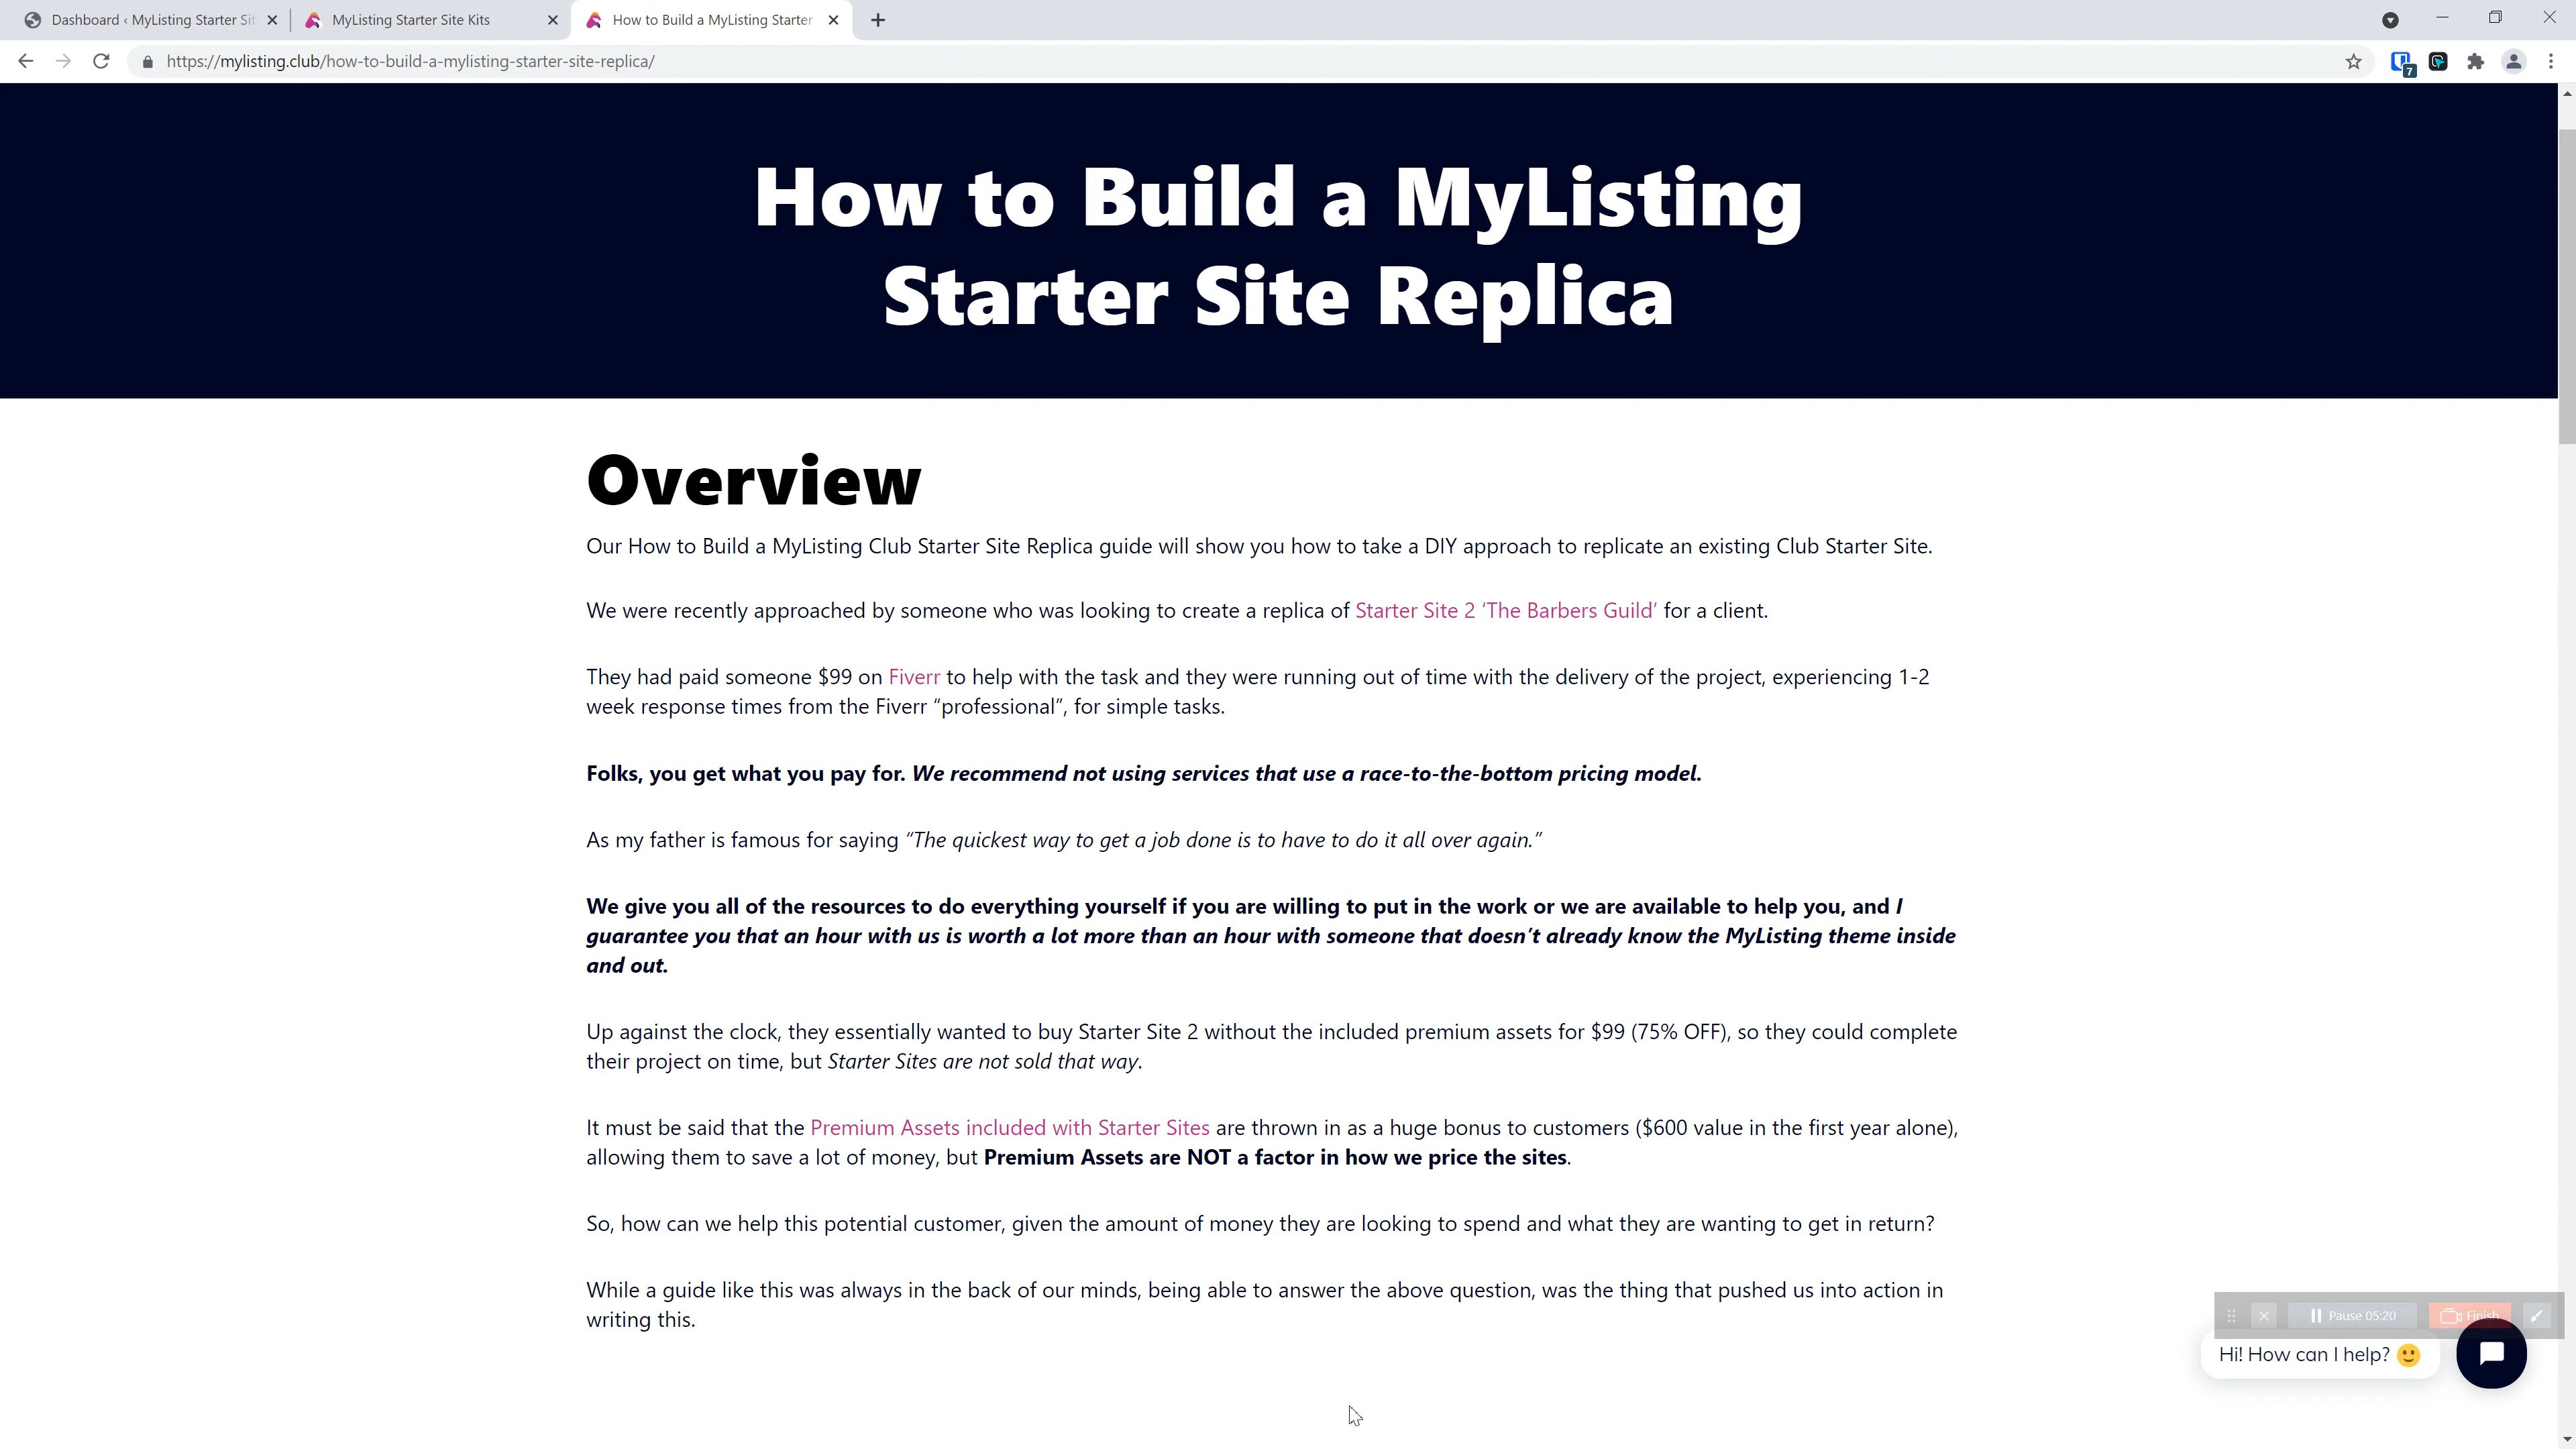 Dashboard ‹ MyListing Starter Sit
MyListing Starter Site Kits
How to Build a MyListing Starter
https://mylisting.club/how-to-build-a-mylisting-starter-site-replica/
7
How to Build a MyListing
Starter Site Replica
Overview
Our How to Build a MyListing Club Starter Site Replica guide will show you how to take a DIY approach to replicate an existing Club Starter Site.
We were recently approached by someone who was looking to create a replica of Starter Site 2 ‘The Barbers Guild’ for a client.
They had paid someone $99 on Fiverr to help with the task and they were running out of time with the delivery of the project, experiencing 1-2
week response times from the Fiverr “professional”, for simple tasks.
Folks, you get what you pay for. We recommend not using services that use a race-to-the-bottom pricing model.
As my father is famous for saying “The quickest way to get a job done is to have to do it all over again.”
We give you all of the resources to do everything yourself if you are willing to put in the work or we are available to help you, and I
guarantee you that an hour with us is worth a lot more than an hour with someone that doesn’t already know the MyListing theme inside
and out.
Up against the clock, they essentially wanted to buy Starter Site 2 without the included premium assets for $99 (75% OFF), so they could complete
their project on time, but Starter Sites are not sold that way.
It must be said that the Premium Assets included with Starter Sites are thrown in as a huge bonus to customers ($600 value in the first year alone),
allowing them to save a lot of money, but Premium Assets are NOT a factor in how we price the sites.
So, how can we help this potential customer, given the amount of money they are looking to spend and what they are wanting to get in return?
While a guide like this was always in the back of our minds, being able to answer the above question, was the thing that pushed us into action in
writing this.
Pause 05:20
Finish
Hi! How can I help? 🙂